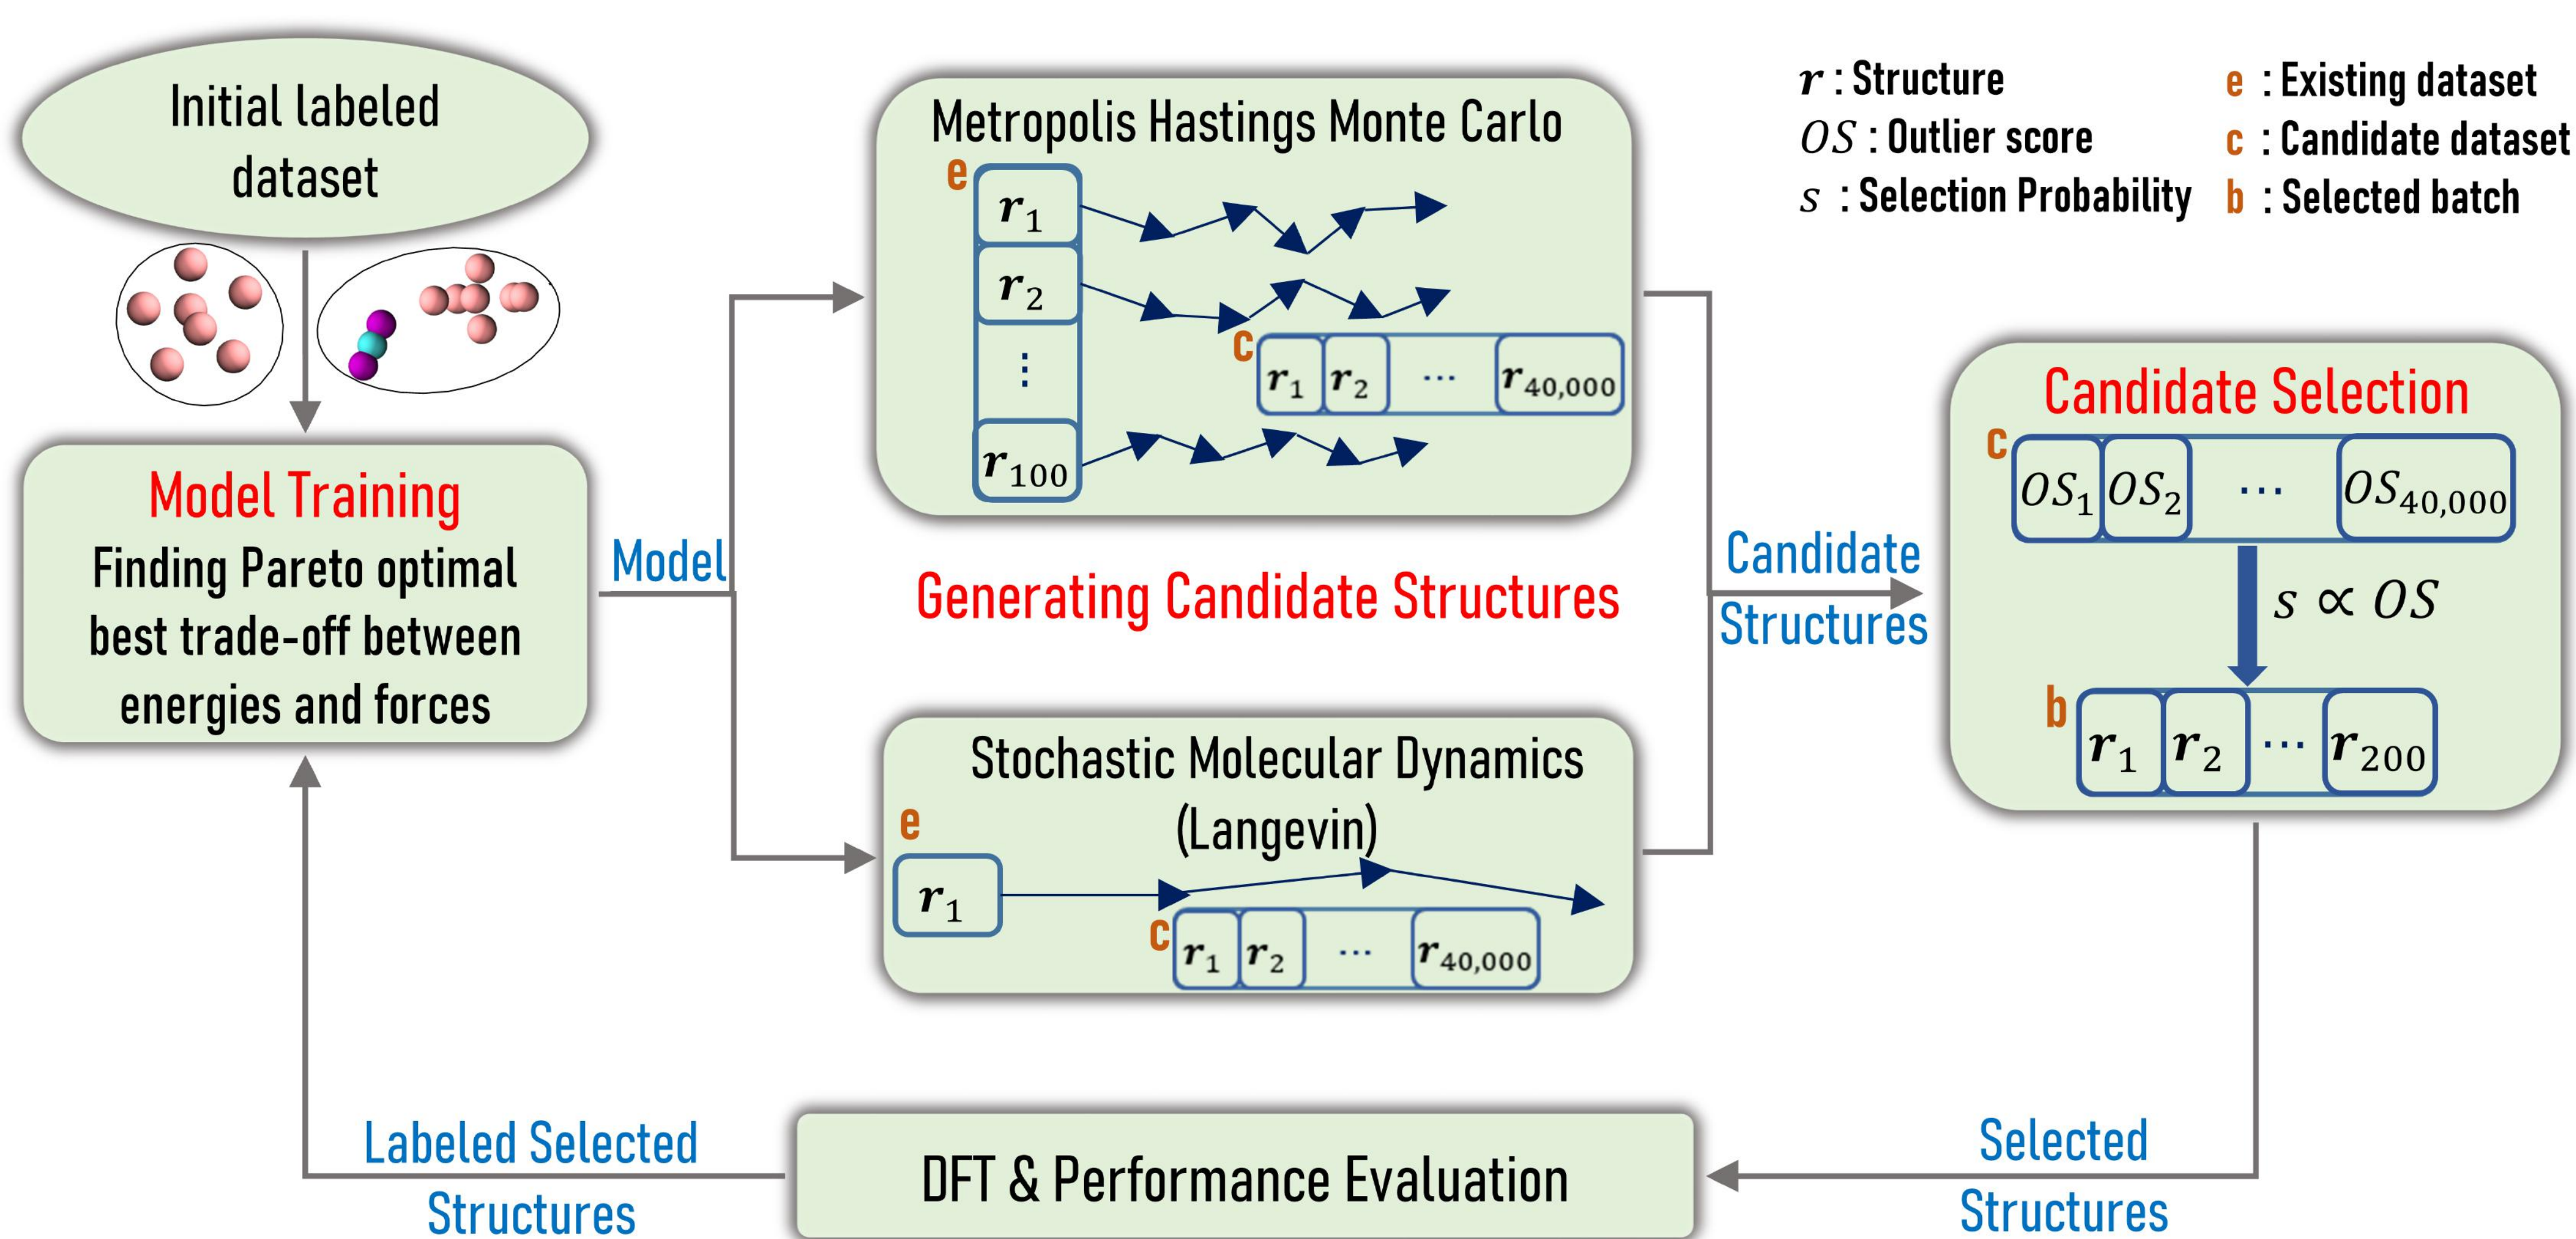 Initial labeled
dataset
Model Training
Finding Pareto optimal
best trade-off between
energies and forces
Model
Metropolis Hastings Monte Carlo
e
r₁
r₂
⋮
r₁₀₀
c
r₁ r₂ ⋯ r₄₀,₀₀₀
Generating Candidate Structures
Stochastic Molecular Dynamics
(Langevin)
e
r₁
c
r₁ r₂ ⋯ r₄₀,₀₀₀
Candidate
Structures
r : Structure
OS : Outlier score
s : Selection Probability
e : Existing dataset
c : Candidate dataset
b : Selected batch
Candidate Selection
c
OS₁ OS₂ ⋯ OS₄₀,₀₀₀
s ∝ OS
b
r₁ r₂ ⋯ r₂₀₀
Selected
Structures
DFT & Performance Evaluation
Labeled Selected
Structures